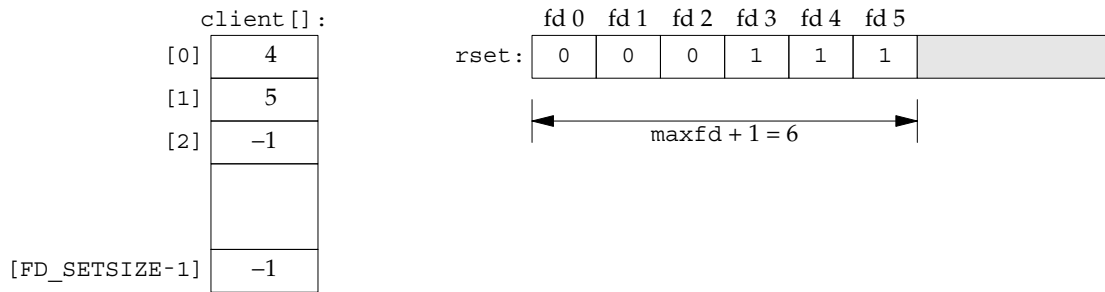 client[]:
[0] 4
[1] 5
[2] −1
[FD_SETSIZE-1] −1
fd 0 fd 1 fd 2 fd 3 fd 4 fd 5
rset: 0 0 0 1 1 1
maxfd + 1 = 6